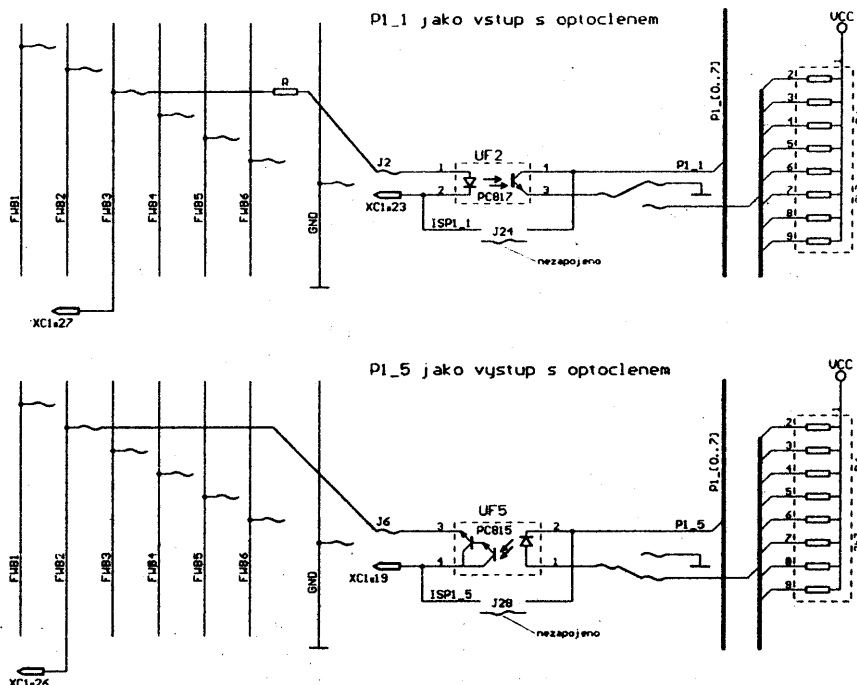 P1_1 jako vstup s optoclenem
VCC
R
P1_[0..7]
2
3
4
5
6
7
8
9
J2
1
UF2
4
P1_1
2
PC817
3
XC1:23
ISP1_1
J24
nezapojeno
FWB1
FWB2
FWB3
FWB4
FWB5
FWB6
GND
XC1:27
P1_5 jako vystup s optoclenem
VCC
P1_[0..7]
2
3
4
5
6
7
8
9
J6
3
UF5
PC815
2
P1_5
4
1
XC1:19
ISP1_5
J28
nezapojeno
FWB1
FWB2
FWB3
FWB4
FWB5
FWB6
GND
XC1:26